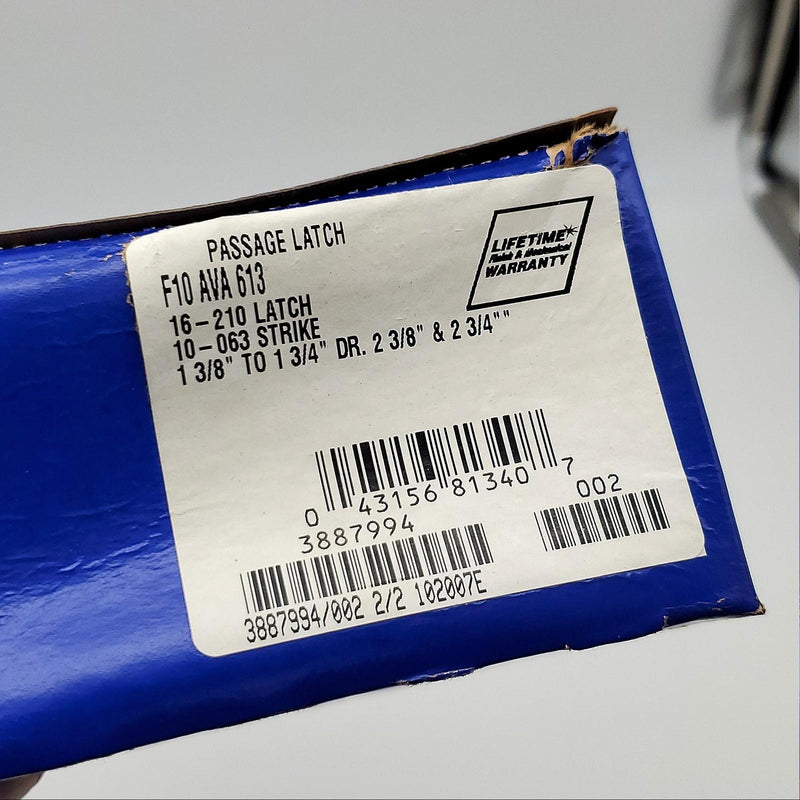 PASSAGE LATCH
F10 AVA 613
16-210 LATCH
10-063 STRIKE
1 3/8" TO 1 3/4" DR. 2 3/8" & 2 3/4""
LIFETIME
Finish & Mechanical
WARRANTY
0 43156 81340 7
3887994
002
3887994/002 2/2 102007E